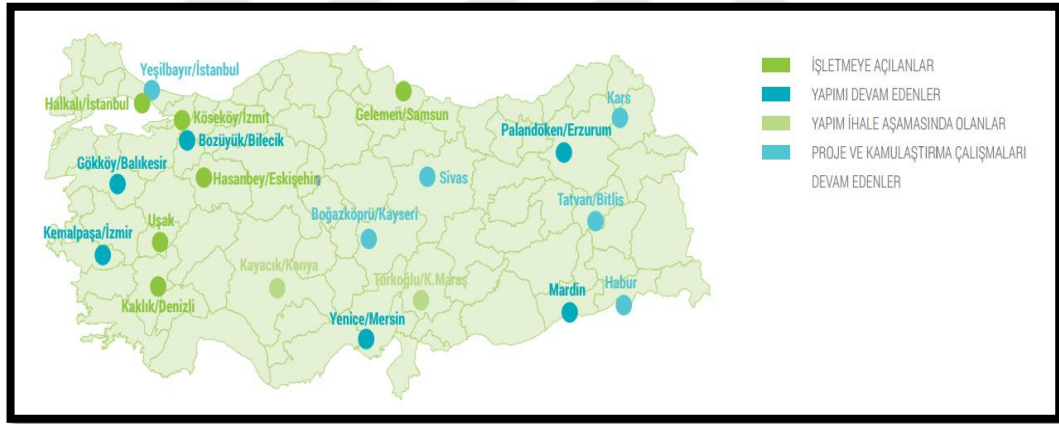 Yeşilbayır/İstanbul
Halkalı/İstanbul
Köseköy/İzmit
Bozüyük/Bilecik
Gökköy/Balıkesir
Hasanbey/Eskişehir
Uşak
Kemalpaşa/İzmir
Kaklık/Denizli
Kayacık/Konya
Gelemen/Samsun
Sivas
Boğazköprü/Kayseri
Türkoğlu/K.Maraş
Yenice/Mersin
Palandöken/Erzurum
Kars
Tatvan/Bitlis
Mardin
Habur
İŞLETMEYE AÇILANLAR
YAPIMI DEVAM EDENLER
YAPIM İHALE AŞAMASINDA OLANLAR
PROJE VE KAMULAŞTIRMA ÇALIŞMALARI
DEVAM EDENLER